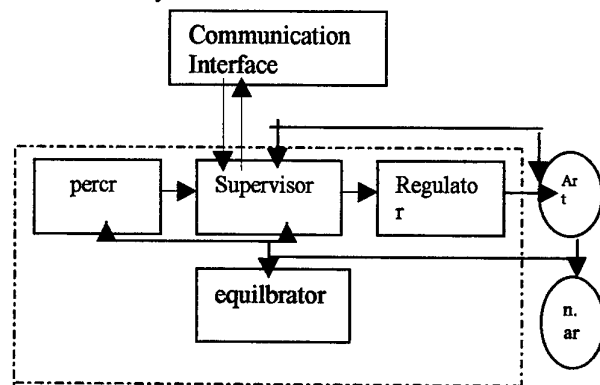 Communication
Interface
percr
Supervisor
Regulato
r
Ar
t
equilbrator
n.
ar